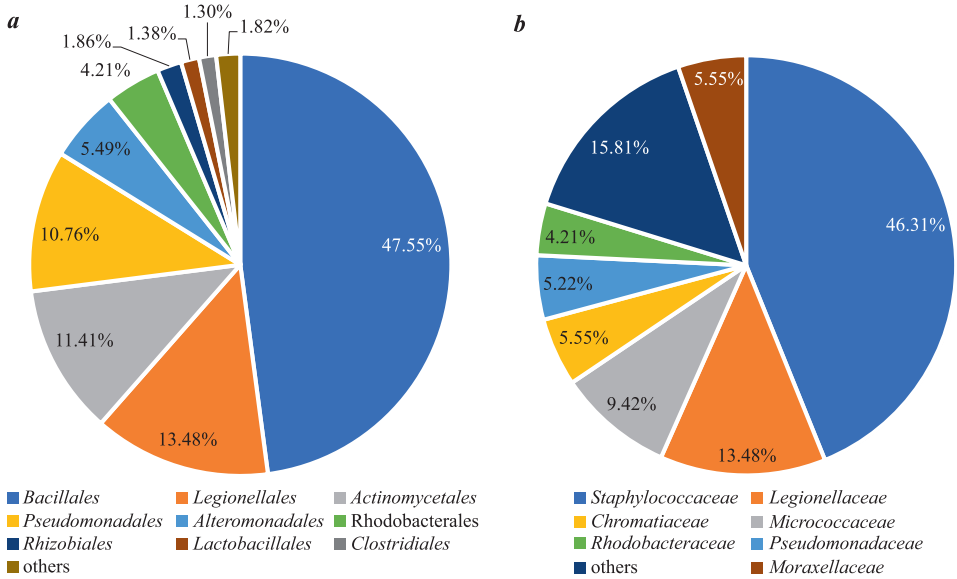 a
1.86%
1.38%
1.30%
1.82%
4.21%
5.49%
10.76%
11.41%
13.48%
47.55%
Bacillales Legionellales Actinomycetales
Pseudomonadales Alteromonadales Rhodobacterales
Rhizobiales Lactobacillales Clostridiales
others
b
5.55%
15.81%
46.31%
4.21%
5.22%
5.55%
9.42%
13.48%
Staphylococcaceae Legionellaceae
Chromatiaceae Micrococcaceae
Rhodobacteraceae Pseudomonadaceae
others Moraxellaceae